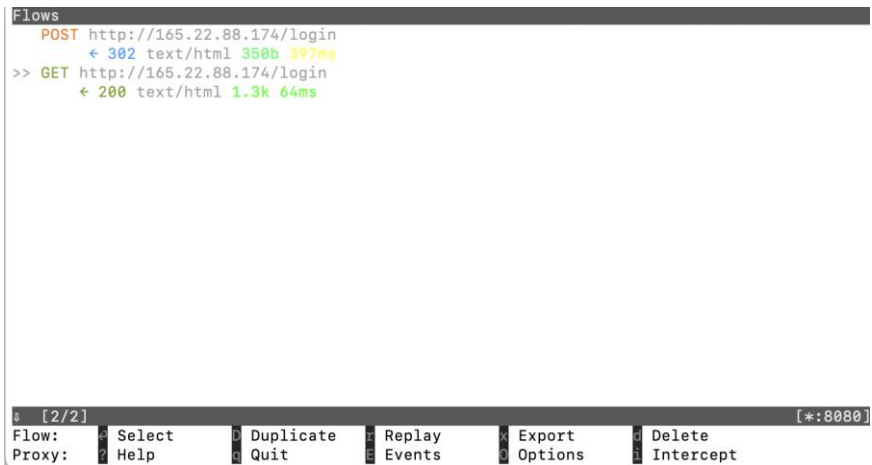 Flows
POST http://165.22.88.174/login
← 302 text/html 350b 397ms
>> GET http://165.22.88.174/login
← 200 text/html 1.3k 64ms
⇩ [2/2] [*:8080]
Flow: ⏎ Select D Duplicate r Replay x Export d Delete
Proxy: ? Help q Quit E Events O Options i Intercept